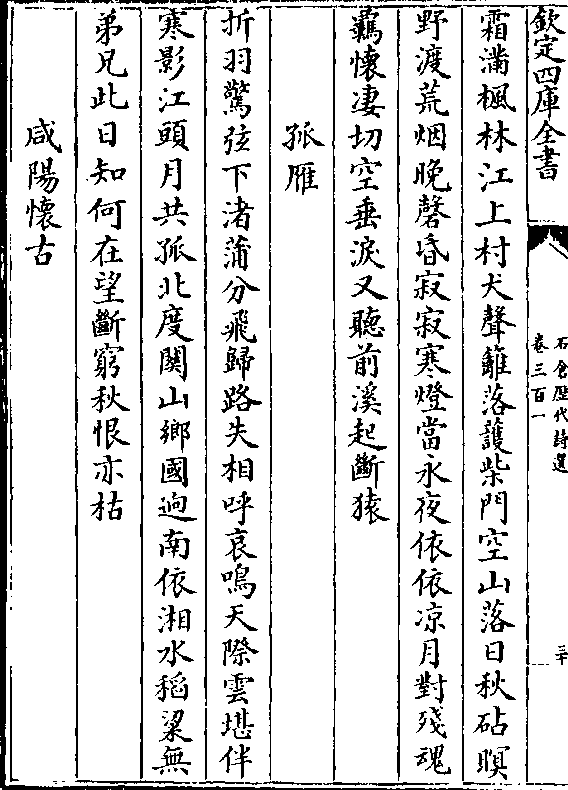 欽定四庫全書
石倉歴代詩選
卷三百一
三十
霜滿楓林江上村犬聲籬落護柴門空山落日秋砧暝
野渡荒烟晚磬昏寂寂寒燈當永夜依依凉月對殘魂
羇懷凄切空垂淚又聽前溪起斷猿
孤雁
折羽驚弦下渚蒲分飛歸路失相呼哀鳴天際雲堪伴
寒影江頭月共孤北度關山鄉國逈南依湘水稻粱無
弟兄此日知何在望斷窮秋恨亦枯
咸陽懷古